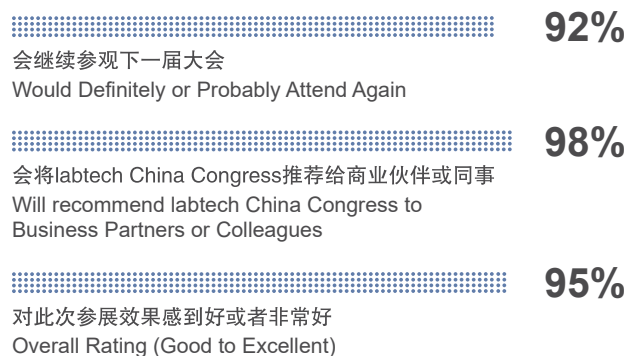 92%
会继续参观下一届大会
Would Definitely or Probably Attend Again
98%
会将labtech China Congress推荐给商业伙伴或同事
Will recommend labtech China Congress to
Business Partners or Colleagues
95%
对此次参展效果感到好或者非常好
Overall Rating (Good to Excellent)